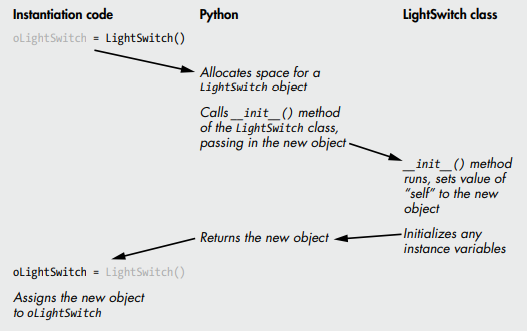 Instantiation code
Python
LightSwitch class
oLightSwitch = LightSwitch()
Allocates space for a
LightSwitch object
Calls __init__() method
of the LightSwitch class,
passing in the new object
__init__() method
runs, sets value of
“self” to the new
object
Initializes any
instance variables
Returns the new object
oLightSwitch = LightSwitch()
Assigns the new object
to oLightSwitch